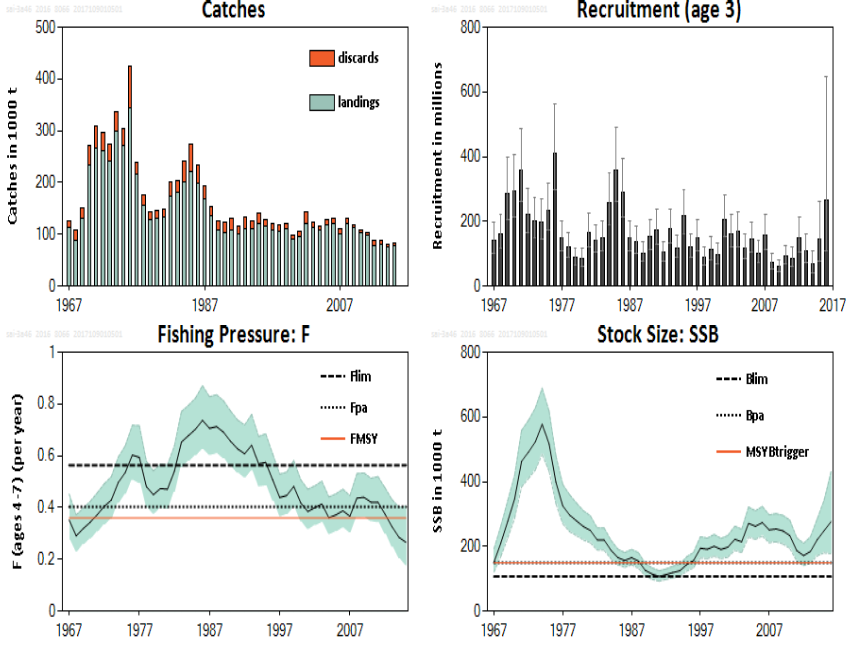 Catches
500
400
300
200
100
0
Catches in 1000 t
discards
landings
1967
1987
2007
Recruitment (age 3)
800
600
400
200
0
Recruitment in millions
1967
1977
1987
1997
2007
2017
Fishing Pressure: F
1
0.8
0.6
0.4
0.2
0
F (ages 4-7) (per year)
Flim
Fpa
FMSY
1967
1977
1987
1997
2007
Stock Size: SSB
800
600
400
200
0
SSB in 1000 t
Blim
Bpa
MSYBtrigger
1967
1977
1987
1997
2007